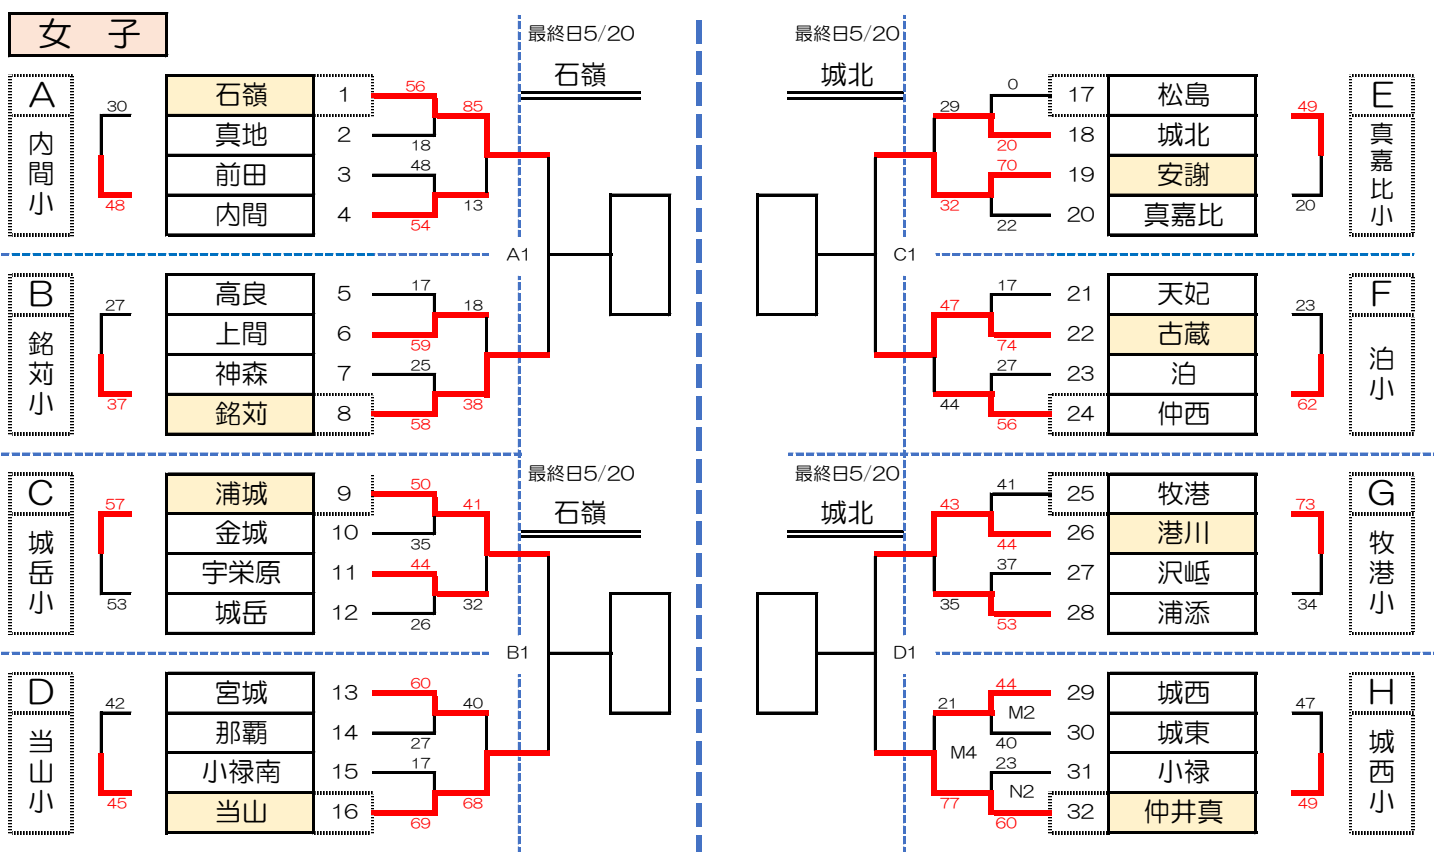 女 子
最終日5/20
最終日5/20
石嶺
城北
A
内間小
30
48
石嶺 1
真地 2
前田 3
内間 4
56
18
48
54
85
13
A1
B
銘苅小
27
37
高良 5
上間 6
神森 7
銘苅 8
17
59
25
58
18
38
C
城岳小
57
53
浦城 9
金城 10
宇栄原 11
城岳 12
50
35
44
26
41
32
最終日5/20
石嶺
B1
D
当山小
42
45
宮城 13
那覇 14
小禄南 15
当山 16
60
27
17
69
40
68
E
真嘉比小
49
20
17 松島
18 城北
19 安謝
20 真嘉比
0
20
70
22
29
32
C1
F
泊小
23
62
21 天妃
22 古蔵
23 泊
24 仲西
17
74
27
56
47
44
最終日5/20
城北
G
牧港小
73
34
25 牧港
26 港川
27 沢岻
28 浦添
41
44
37
53
43
35
D1
H
城西小
47
49
29 城西
30 城東
31 小禄
32 仲井真
44
M2
40
23
N2
60
21
M4
77